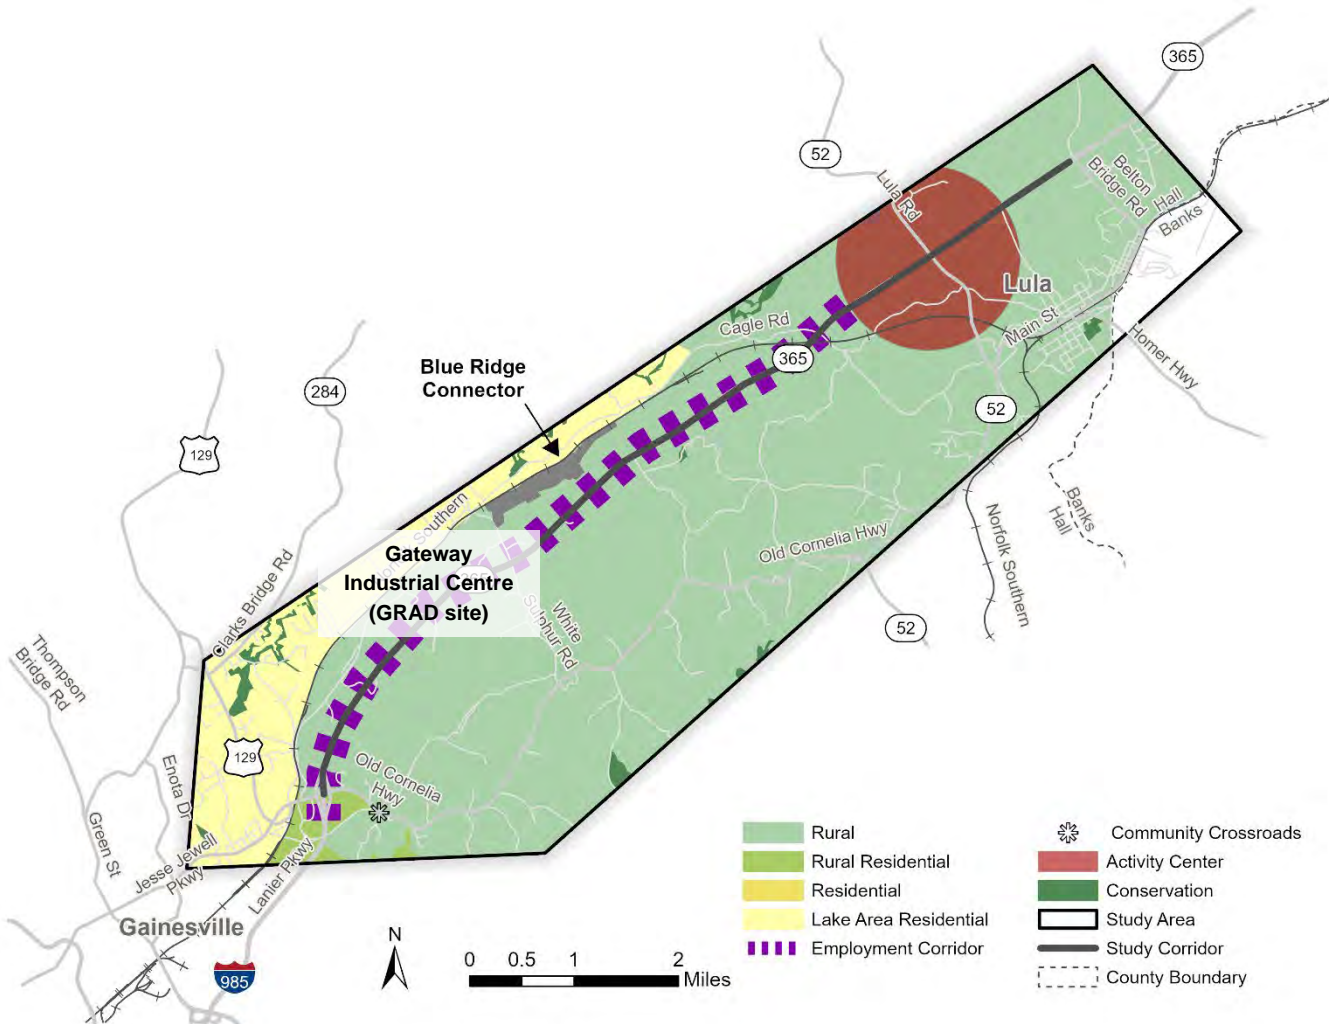 365
52
Lula Rd
Belton
Bridge Rd
Hall
Banks
Lula
Main St
Homer Hwy
Cagle Rd
365
Blue Ridge
Connector
284
129
52
Southern
Banks
Hall
Norfolk Southern
Old Cornelia Hwy
52
Gateway
Industrial Centre
(GRAD site)
White
Sulphur Rd
Clarks Bridge Rd
Thompson
Bridge Rd
129
Enota Dr
Old Cornelia
Hwy
Green St
Jesse Jewell
Pkwy
Lanier Pkwy
Gainesville
985
N
0 0.5 1 2
Miles
Rural
Rural Residential
Residential
Lake Area Residential
Employment Corridor
Community Crossroads
Activity Center
Conservation
Study Area
Study Corridor
County Boundary